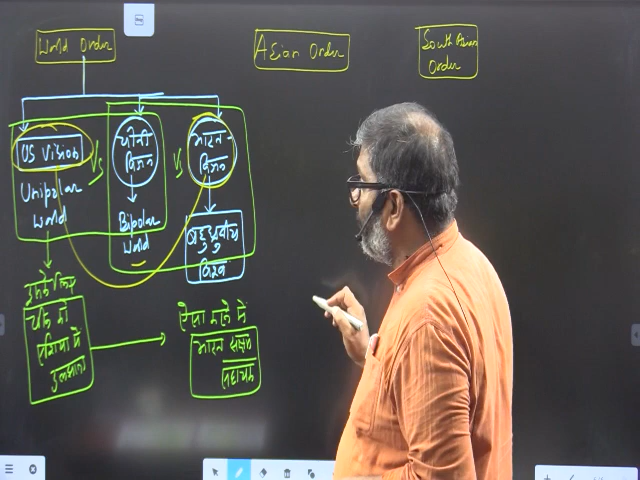 World Order
Asian Order
South Asian
Order
US Vision
Vs
चीनी
विजन
Vs
भारत-
विजन
Unipolar
World
Bipolar
World
बहुध्रुवीय
विश्व
इसके लिए
चीन को
एशिया में
उलझाना
ऐसा करने में
भारत सक्षम
सहायक